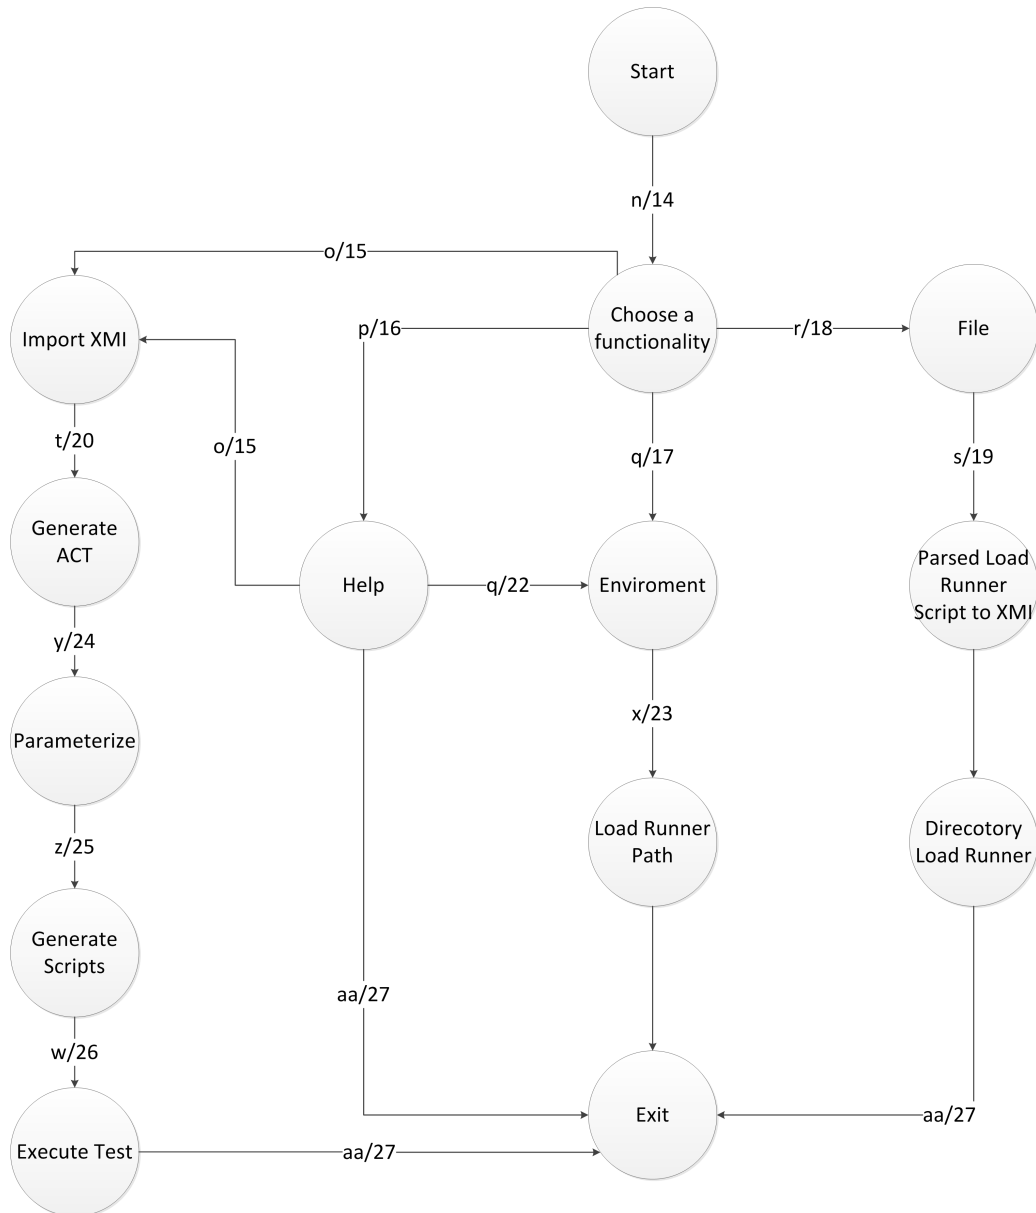 Start
n/14
o/15
Import XMI
p/16
Choose a
functionality
r/18
File
t/20
o/15
q/17
s/19
Generate
ACT
Help
q/22
Enviroment
Parsed Load
Runner
Script to XMI
y/24
x/23
Parameterize
z/25
Load Runner
Path
Direcotory
Load Runner
Generate
Scripts
aa/27
w/26
Execute Test
aa/27
Exit
aa/27